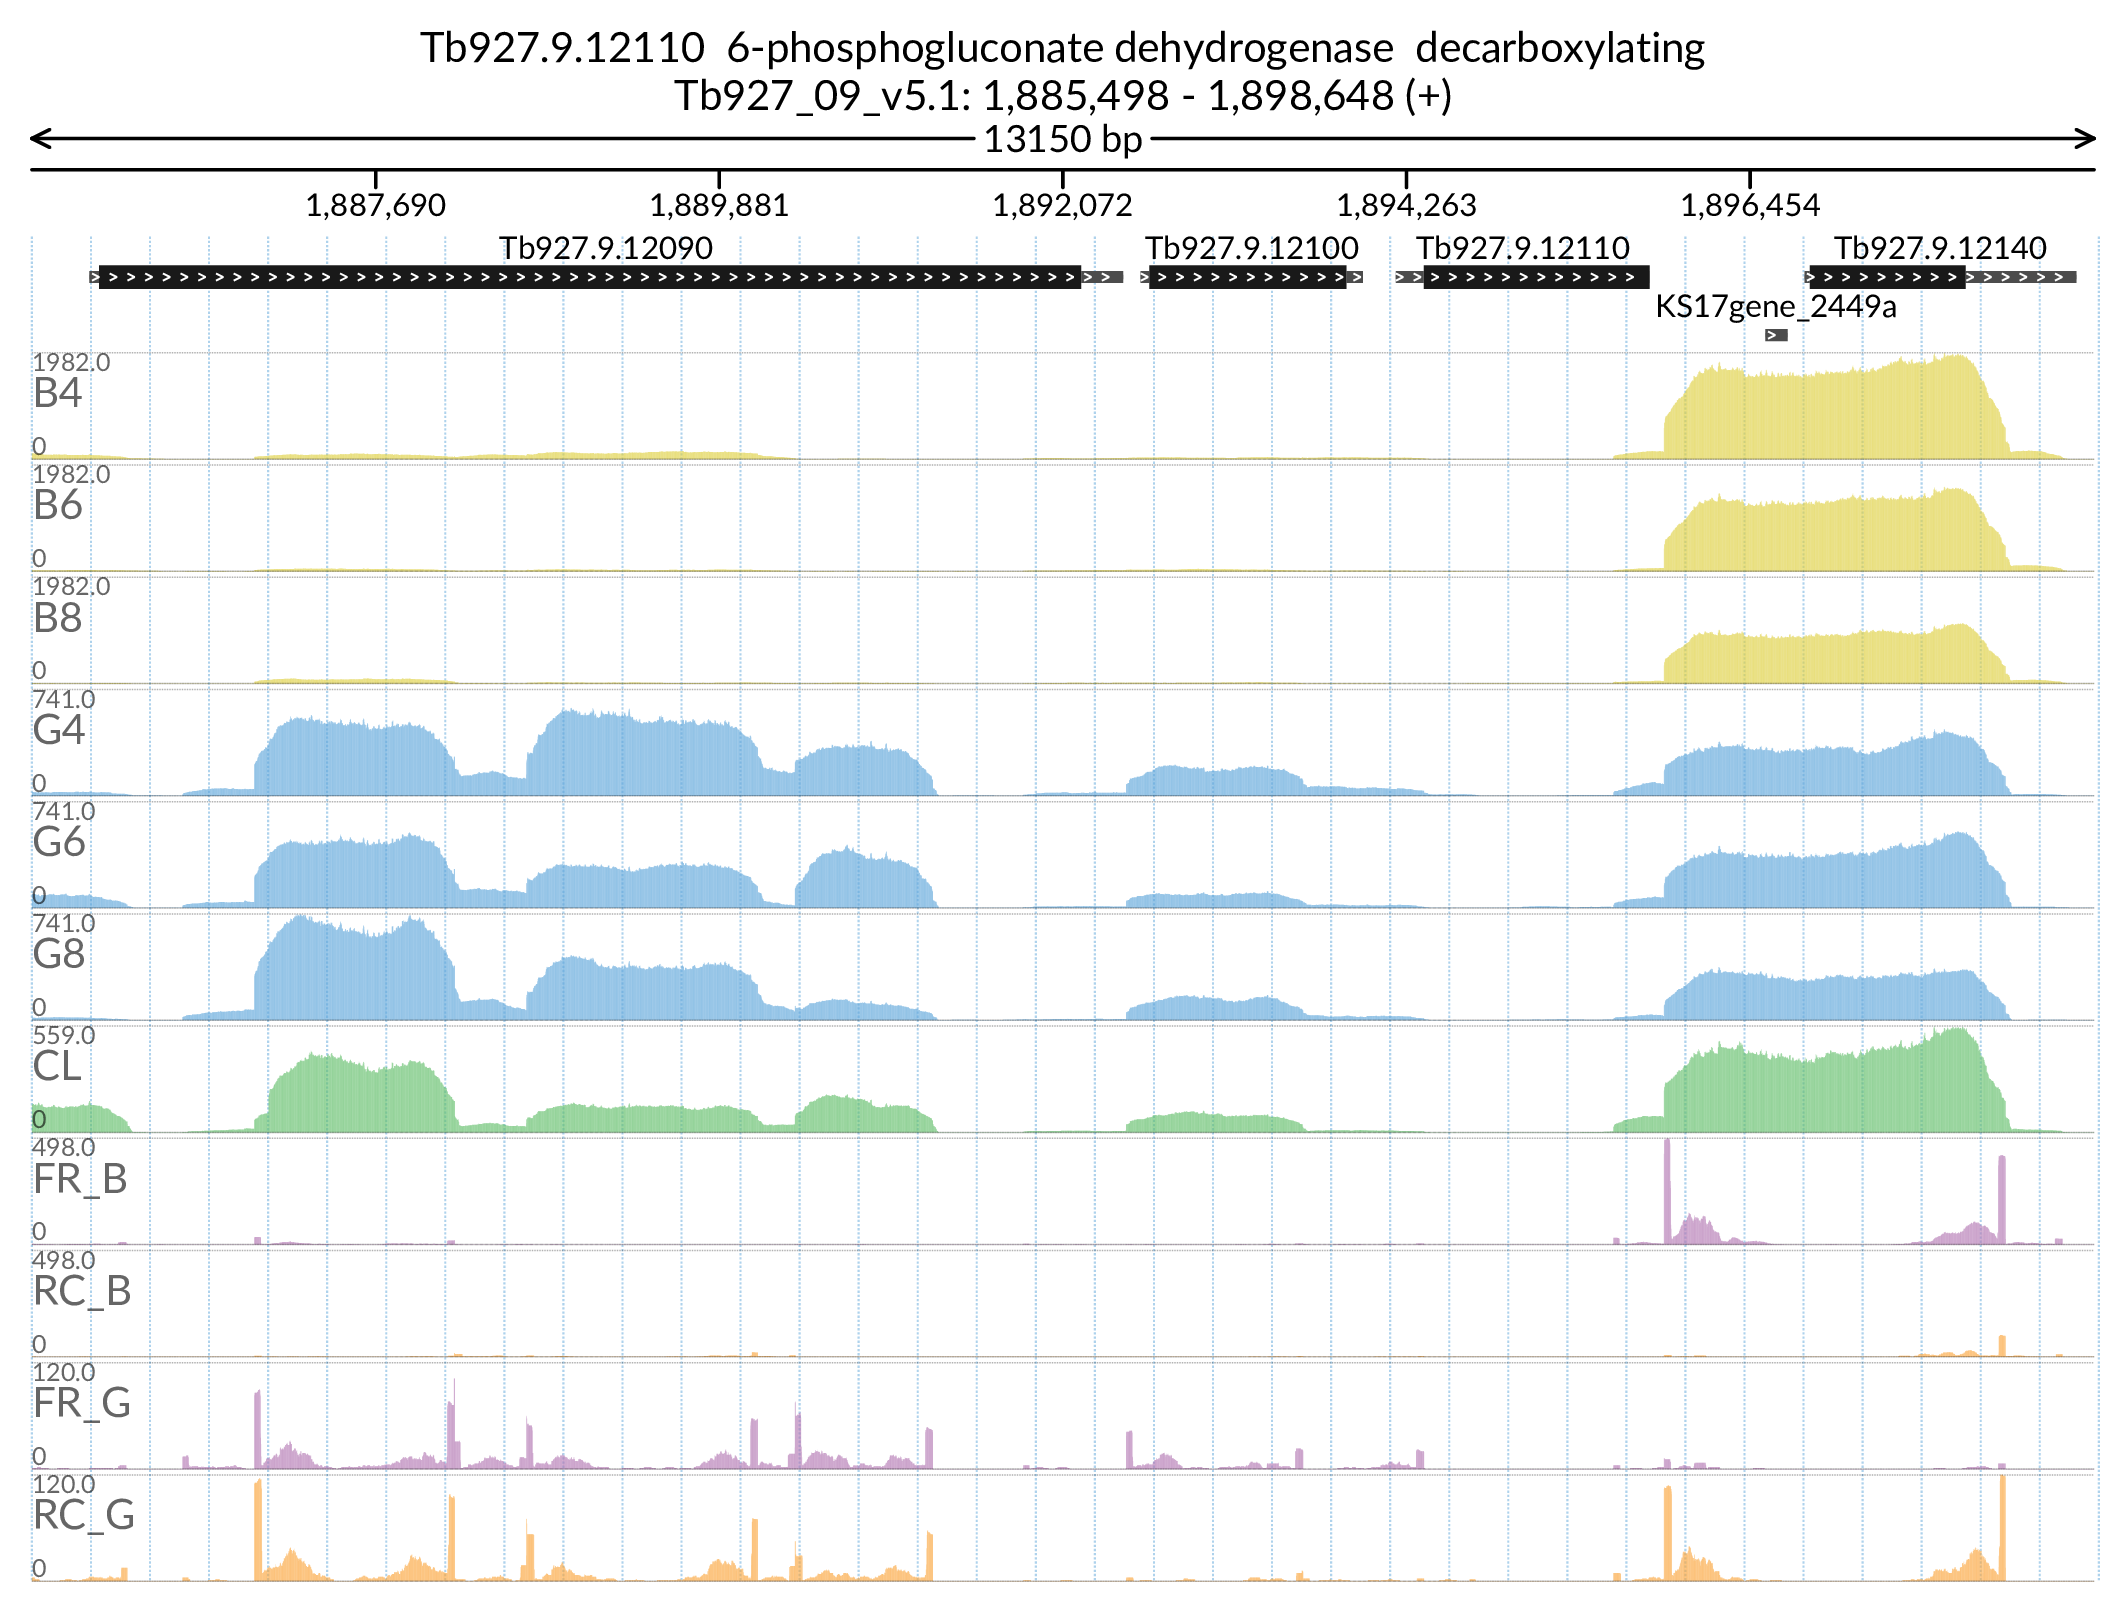 Tb927.9.12110  6-phosphogluconate dehydrogenase  decarboxylating
Tb927_09_v5.1: 1,885,498 - 1,898,648 (+)
13150 bp
1,887,690 1,889,881 1,892,072 1,894,263 1,896,454
Tb927.9.12090 Tb927.9.12100 Tb927.9.12110 Tb927.9.12140
KS17gene_2449a
1982.0
B4
0
1982.0
B6
0
1982.0
B8
0
741.0
G4
0
741.0
G6
0
741.0
G8
0
559.0
CL
0
498.0
FR_B
0
498.0
RC_B
0
120.0
FR_G
0
120.0
RC_G
0